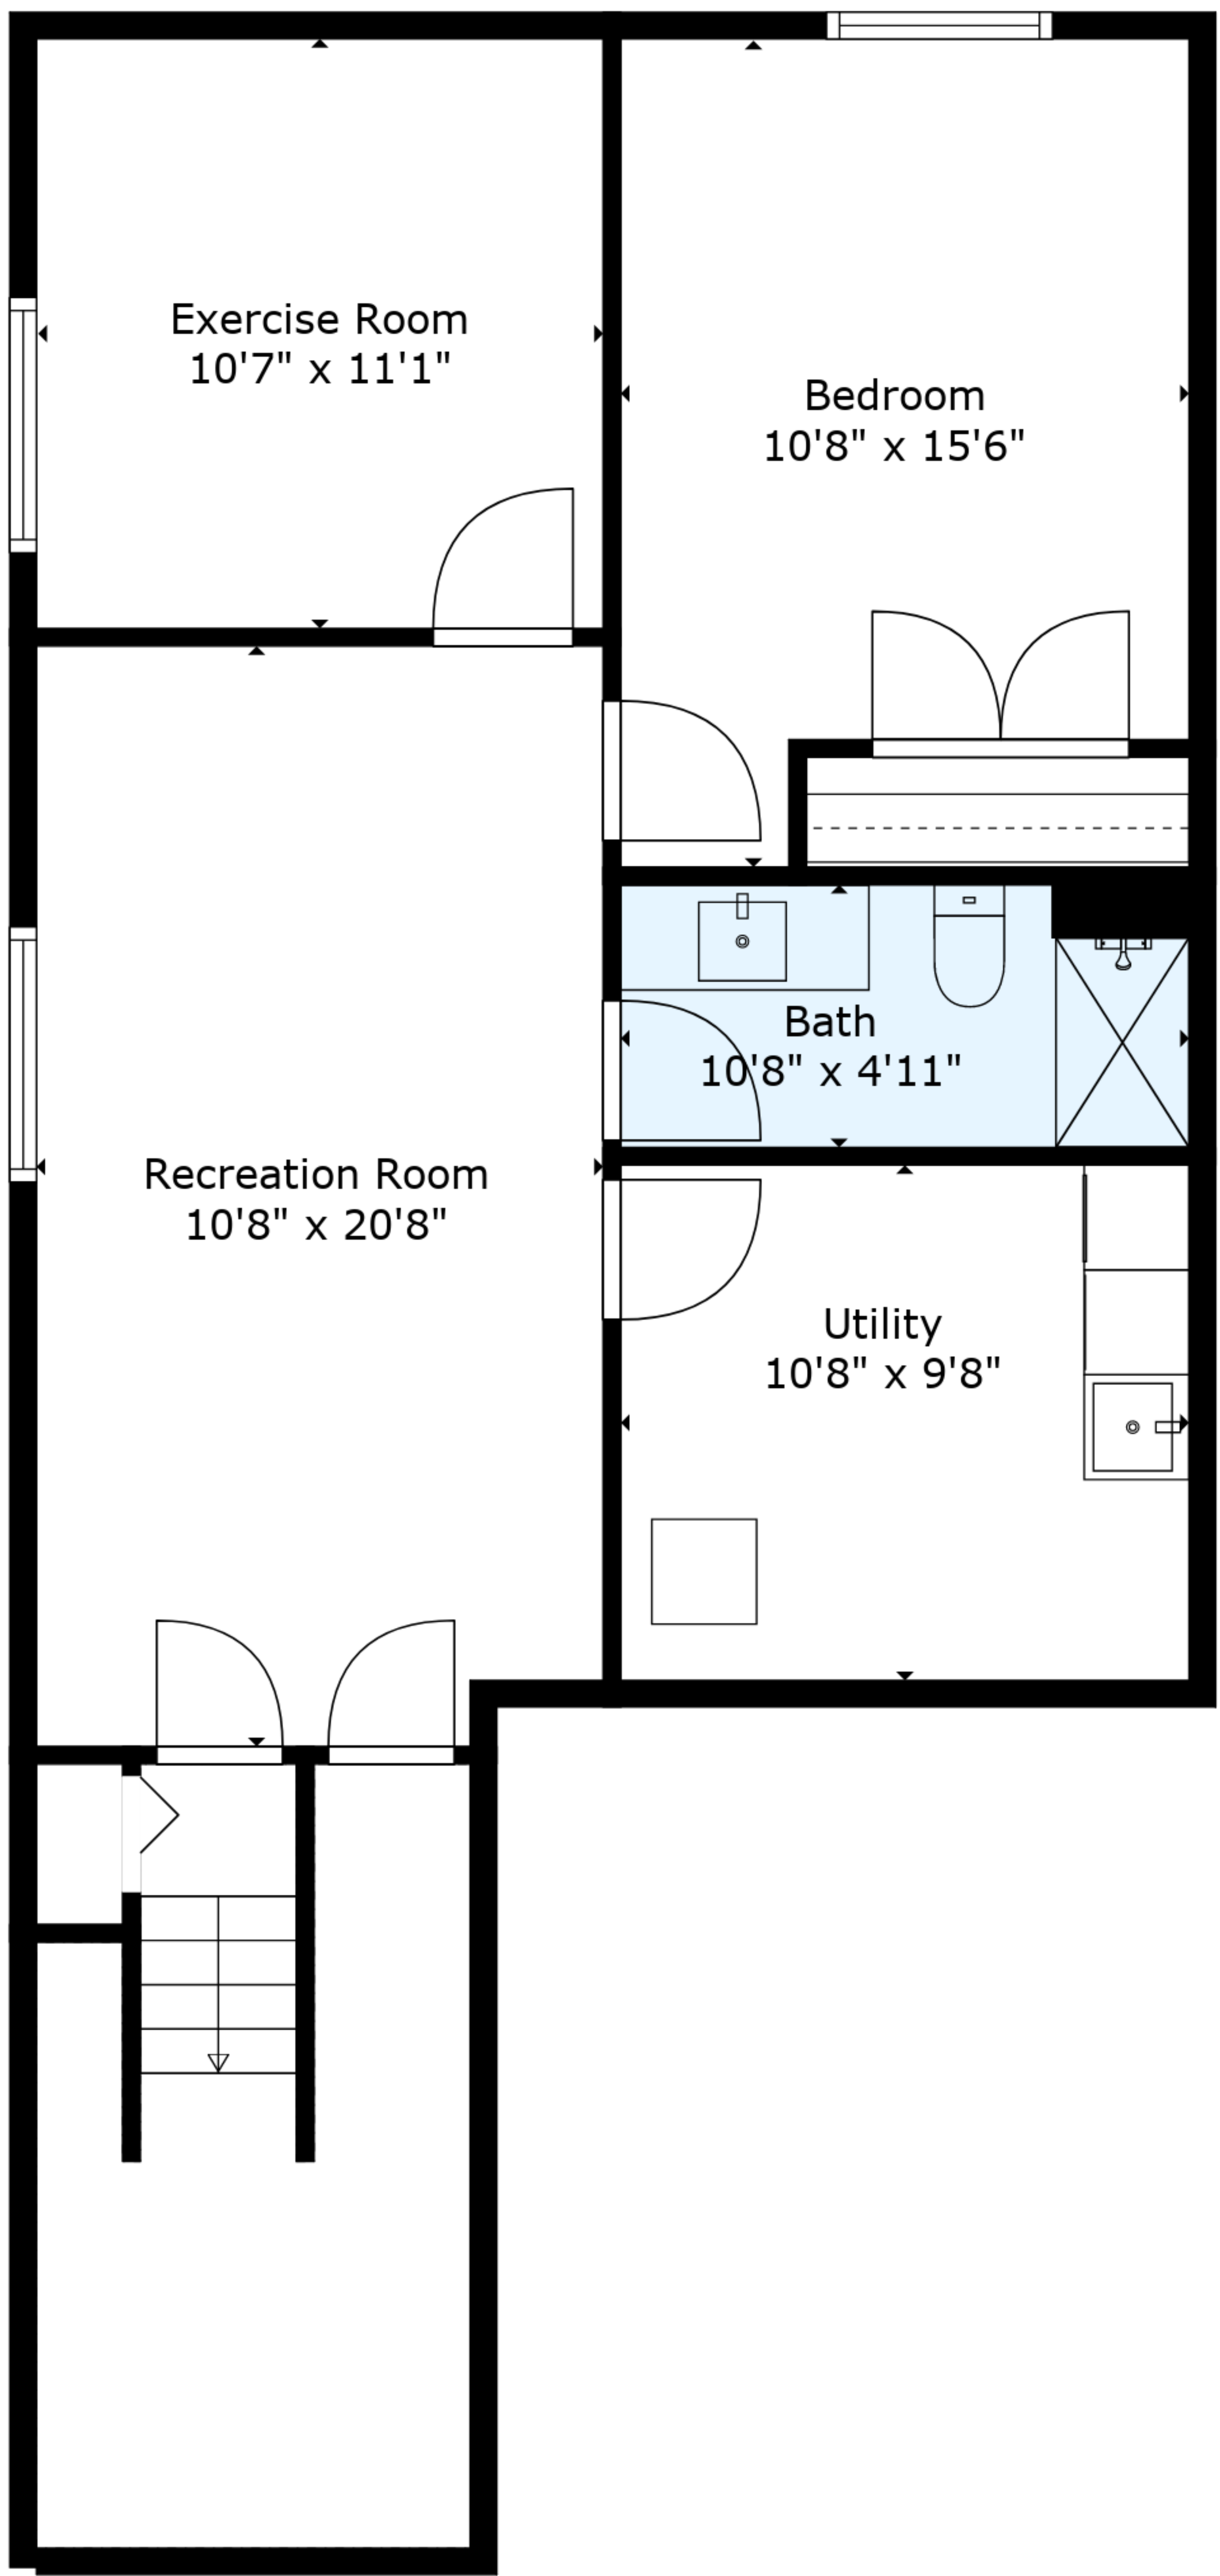 Exercise Room
10'7" x 11'1"
Bedroom
10'8" x 15'6"
Bath
10'8" x 4'11"
Recreation Room
10'8" x 20'8"
Utility
10'8" x 9'8"